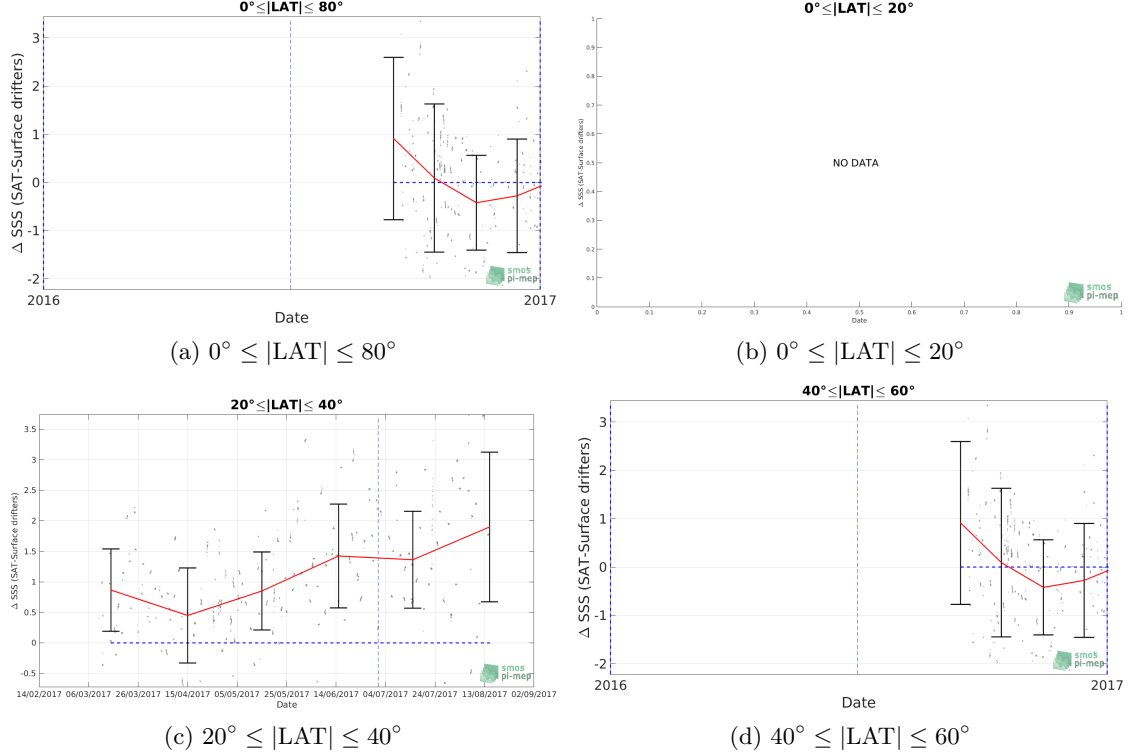 0°≤|LAT|≤ 80°
Δ SSS (SAT-Surface drifters)
3
2
1
0
-1
-2
2016
2017
Date
smos
pi-mep
(a) 0° ≤ |LAT| ≤ 80°
0°≤|LAT|≤ 20°
Δ SSS (SAT-Surface drifters)
1
0.9
0.8
0.7
0.6
0.5
0.4
0.3
0.2
0.1
0
NO DATA
0 0.1 0.2 0.3 0.4 0.5 0.6 0.7 0.8 0.9 1
Date
smos
pi-mep
(b) 0° ≤ |LAT| ≤ 20°
20°≤|LAT|≤ 40°
Δ SSS (SAT-Surface drifters)
3.5
3
2.5
2
1.5
1
0.5
0
-0.5
14/02/2017 06/03/2017 26/03/2017 15/04/2017 05/05/2017 25/05/2017 14/06/2017 04/07/2017 24/07/2017 13/08/2017 02/09/2017
Date
smos
pi-mep
(c) 20° ≤ |LAT| ≤ 40°
40°≤|LAT|≤ 60°
Δ SSS (SAT-Surface drifters)
3
2
1
0
-1
-2
2016
2017
Date
smos
pi-mep
(d) 40° ≤ |LAT| ≤ 60°